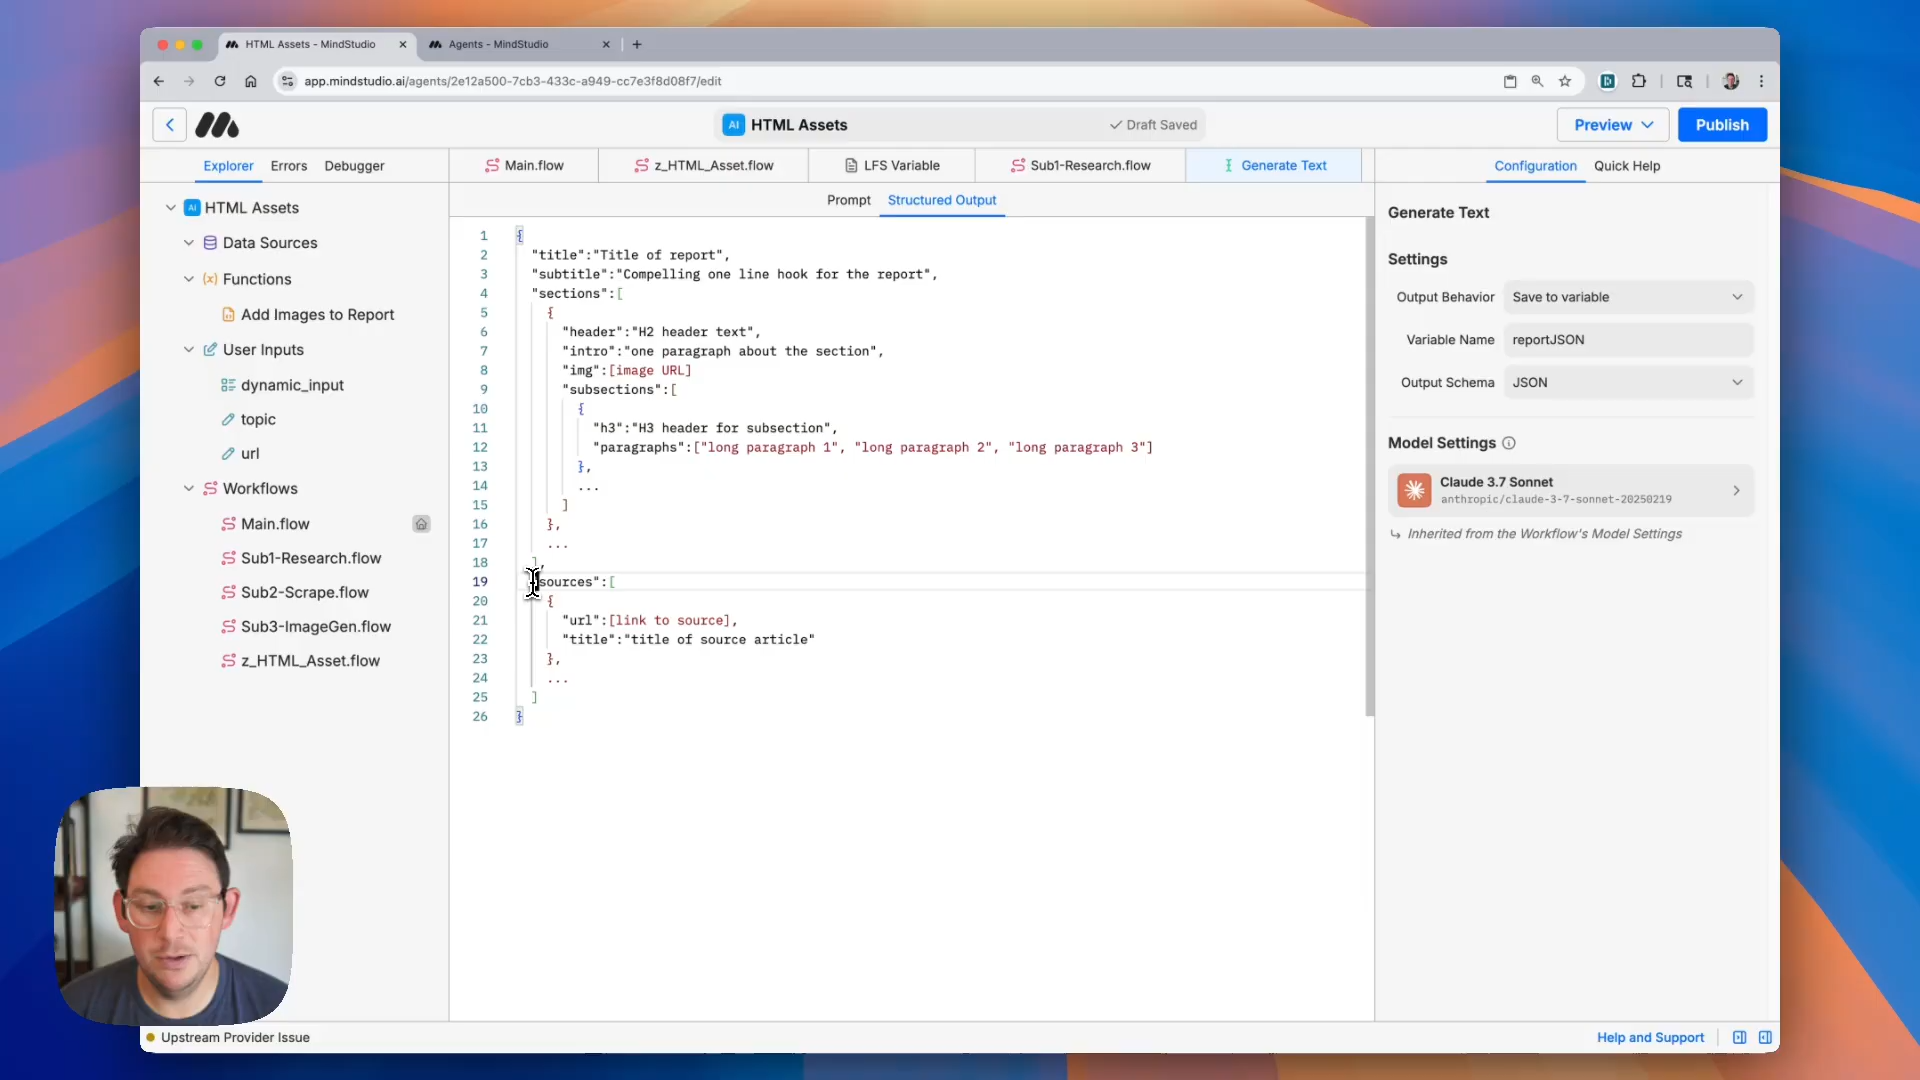 HTML Assets - MindStudio
Agents - MindStudio
app.mindstudio.ai/agents/2e12a500-7cb3-433c-a949-cc7e3f8d08f7/edit
AI HTML Assets
Draft Saved
Preview
Publish
Explorer
Errors
Debugger
Main.flow
z_HTML_Asset.flow
LFS Variable
Sub1-Research.flow
Generate Text
Configuration
Quick Help
AI HTML Assets
Data Sources
Functions
Add Images to Report
User Inputs
dynamic_input
topic
url
Workflows
Main.flow
Sub1-Research.flow
Sub2-Scrape.flow
Sub3-ImageGen.flow
z_HTML_Asset.flow
Prompt
Structured Output
1 {
2 "title":"Title of report",
3 "subtitle":"Compelling one line hook for the report",
4 "sections":[
5 {
6 "header":"H2 header text",
7 "intro":"one paragraph about the section",
8 "img":[image URL]
9 "subsections":[
10 {
11 "h3":"H3 header for subsection",
12 "paragraphs":["long paragraph 1", "long paragraph 2", "long paragraph 3"]
13 },
14 ...
15 ]
16 },
17 ...
18 ],
19 "sources":[
20 {
21 "url":[link to source],
22 "title":"title of source article"
23 },
24 ...
25 ]
26 }
Generate Text
Settings
Output Behavior
Save to variable
Variable Name
reportJSON
Output Schema
JSON
Model Settings
Claude 3.7 Sonnet
anthropic/claude-3-7-sonnet-20250219
Inherited from the Workflow's Model Settings
Upstream Provider Issue
Help and Support